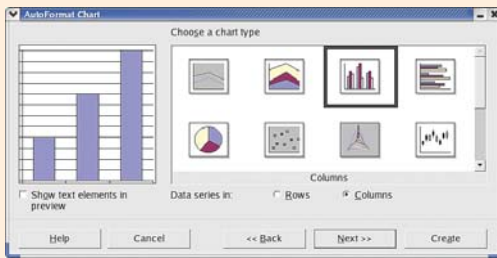 AutoFormat Chart
Choose a chart type
Columns
Show text elements in
preview
Data series in:
Rows
Columns
Help
Cancel
<< Back
Next >>
Create